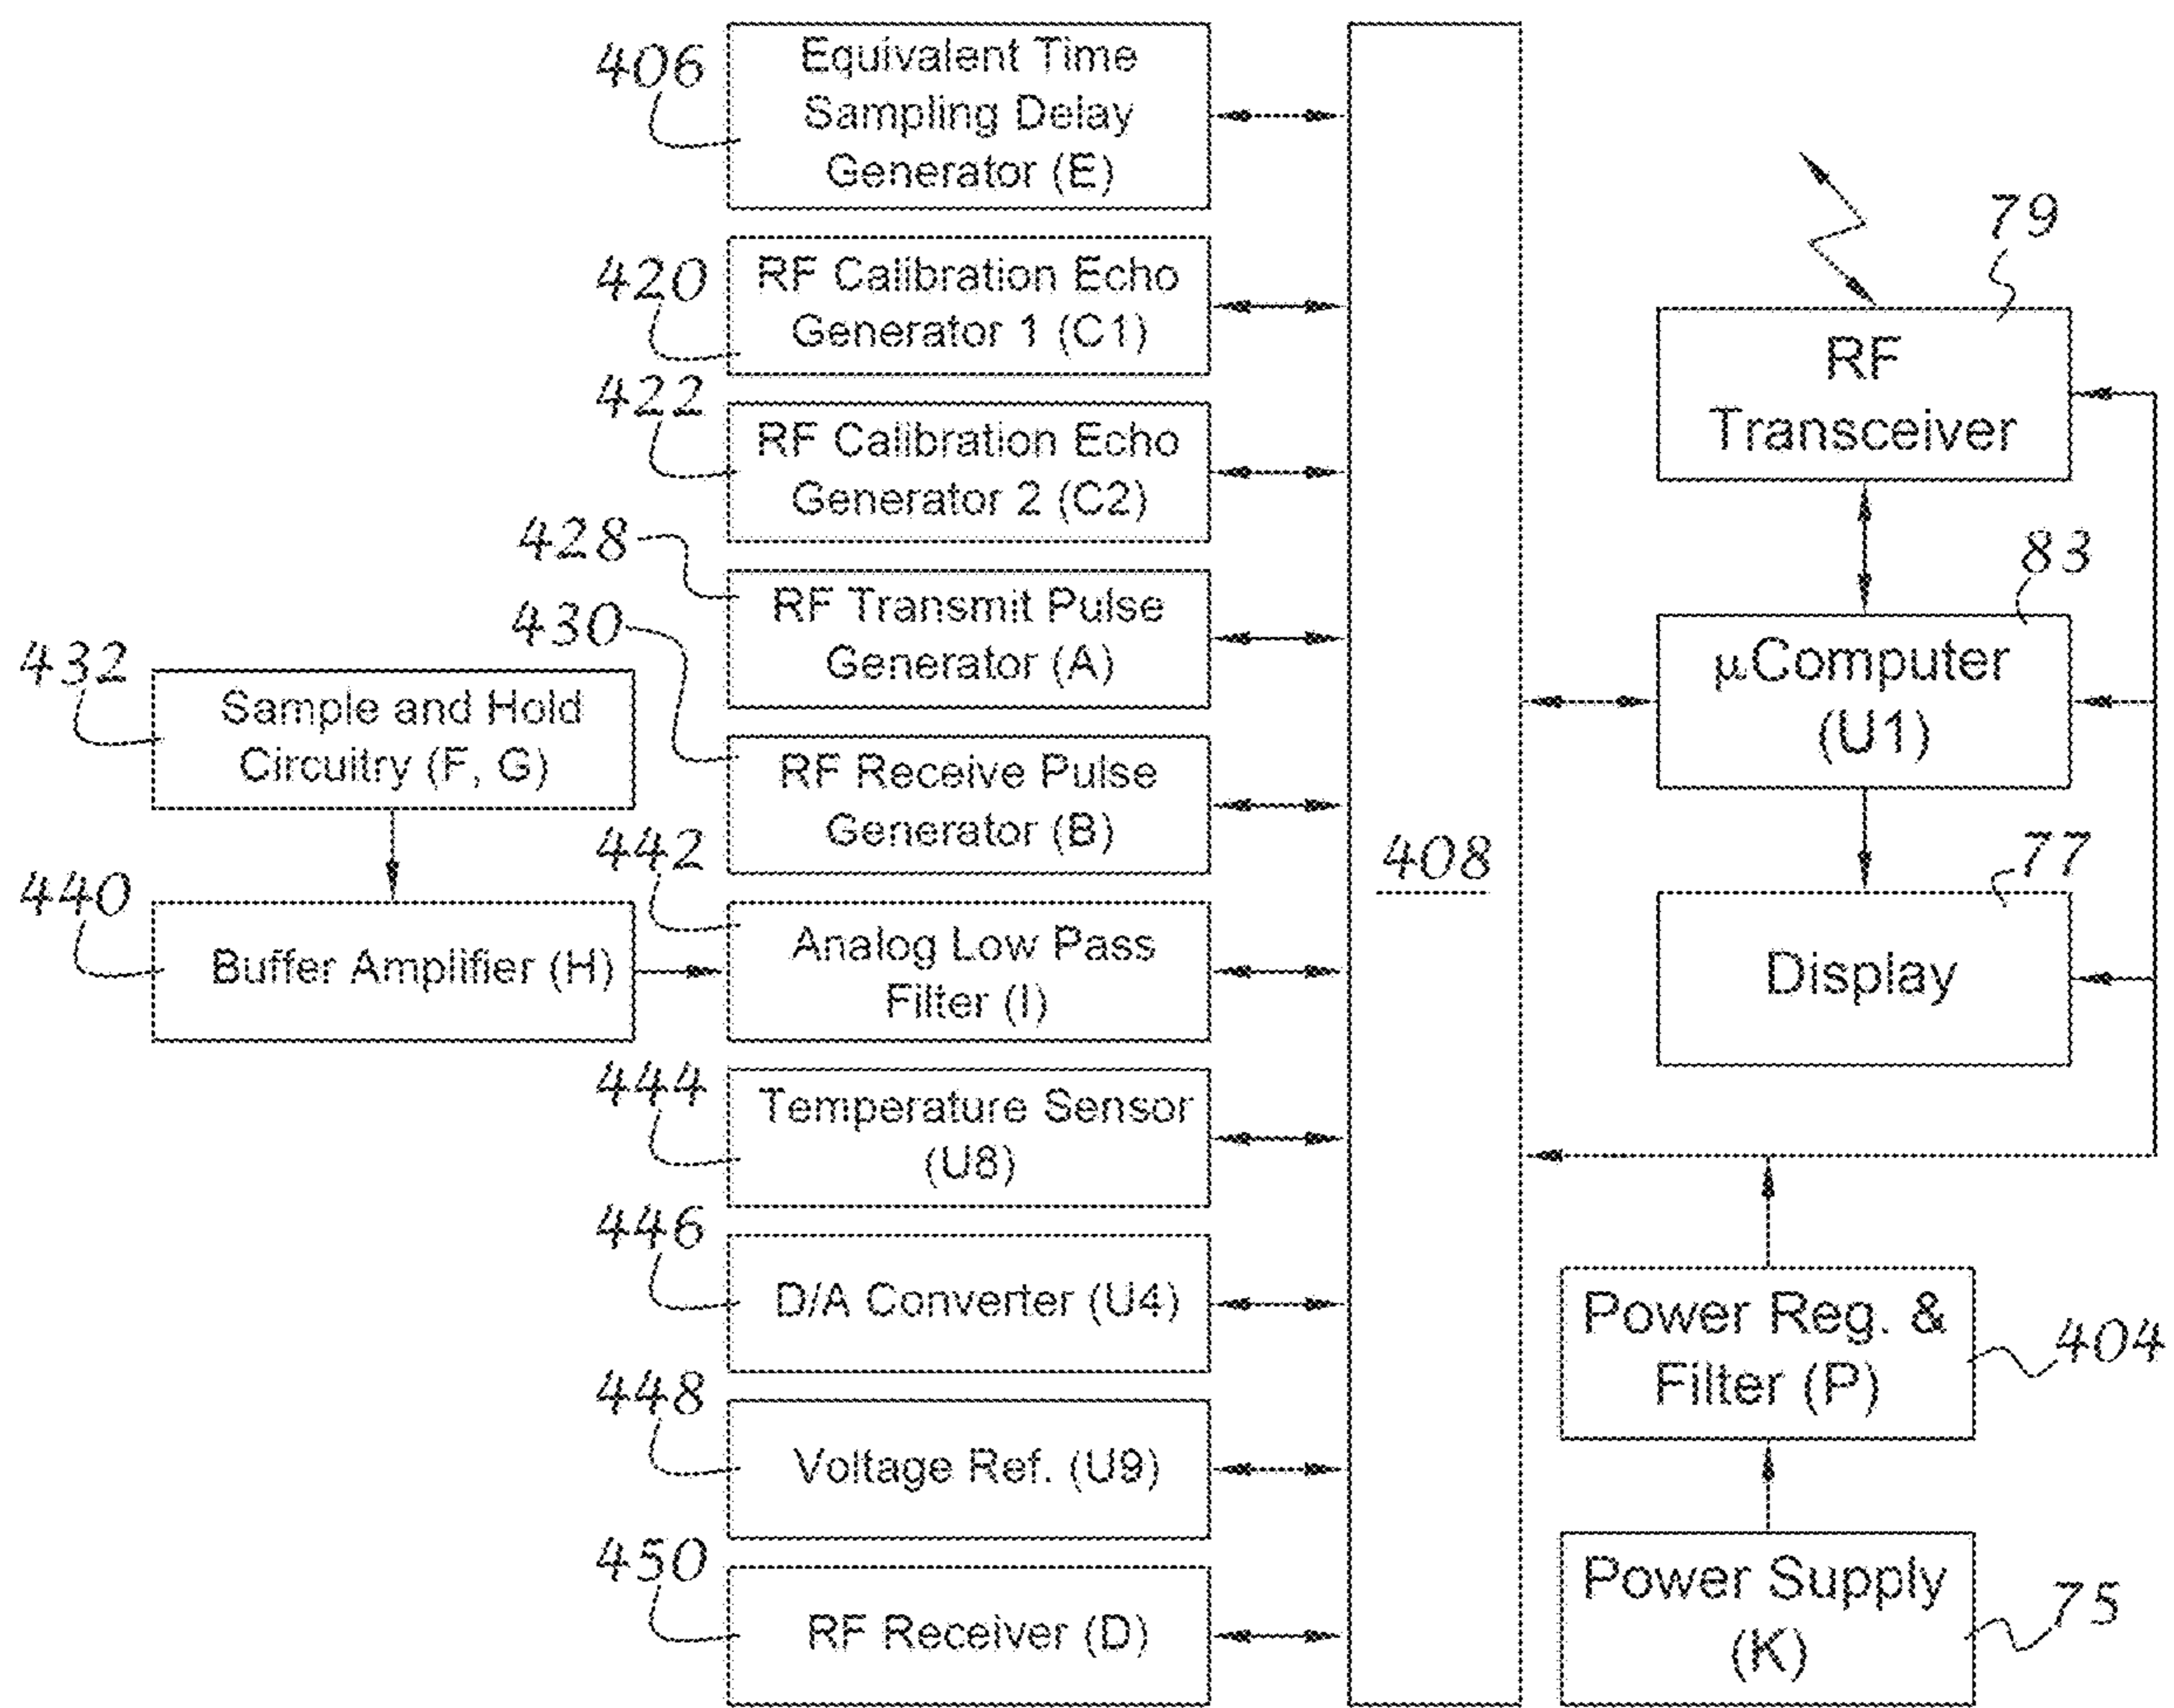 406
Equivalent Time
Sampling Delay
Generator (E)
420
RF Calibration Echo
Generator 1 (C1)
422
RF Calibration Echo
Generator 2 (C2)
428
RF Transmit Pulse
Generator (A)
430
RF Receive Pulse
Generator (B)
432
Sample and Hold
Circuitry (F, G)
440
Buffer Amplifier (H)
442
Analog Low Pass
Filter (I)
444
Temperature Sensor
(U8)
446
D/A Converter (U4)
448
Voltage Ref. (U9)
450
RF Receiver (D)
408
79
RF
Transceiver
83
µComputer
(U1)
77
Display
Power Reg. &
Filter (P)
404
Power Supply
(K)
75